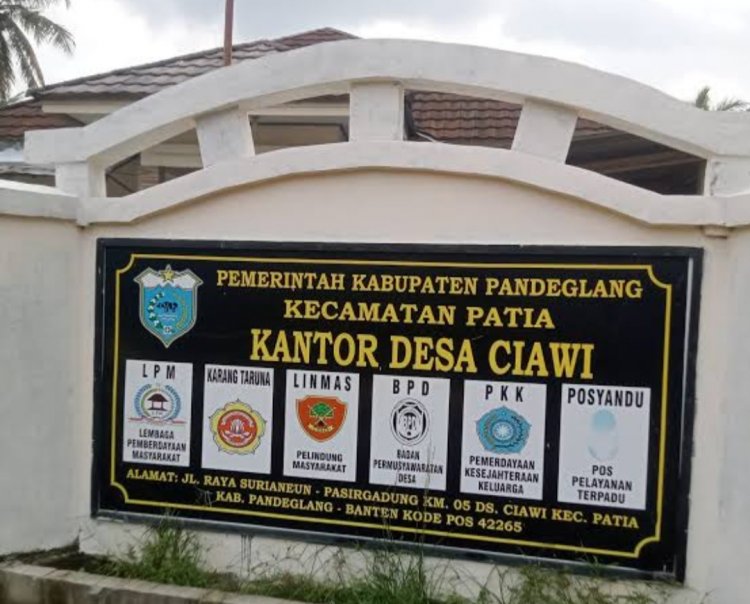 PEMERINTAH KABUPATEN PANDEGLANG
KECAMATAN PATIA
KANTOR DESA CIAWI
LPM
LEMBAGA
PEMBERDAYAAN
MASYARAKAT
KARANG TARUNA
LINMAS
PELINDUNG
MASYARAKAT
BPD
BPD
BADAN
PERMUSYAWARATAN
DESA
PKK
PEMERDAYAAN
KESEJAHTERAAN
KELUARGA
POSYANDU
POS
PELAYANAN
TERPADU
ALAMAT: JL. RAYA SURIANEUN - PASIRGADUNG KM. 05 DS. CIAWI KEC. PATIA
KAB. PANDEGLANG - BANTEN KODE POS 42265